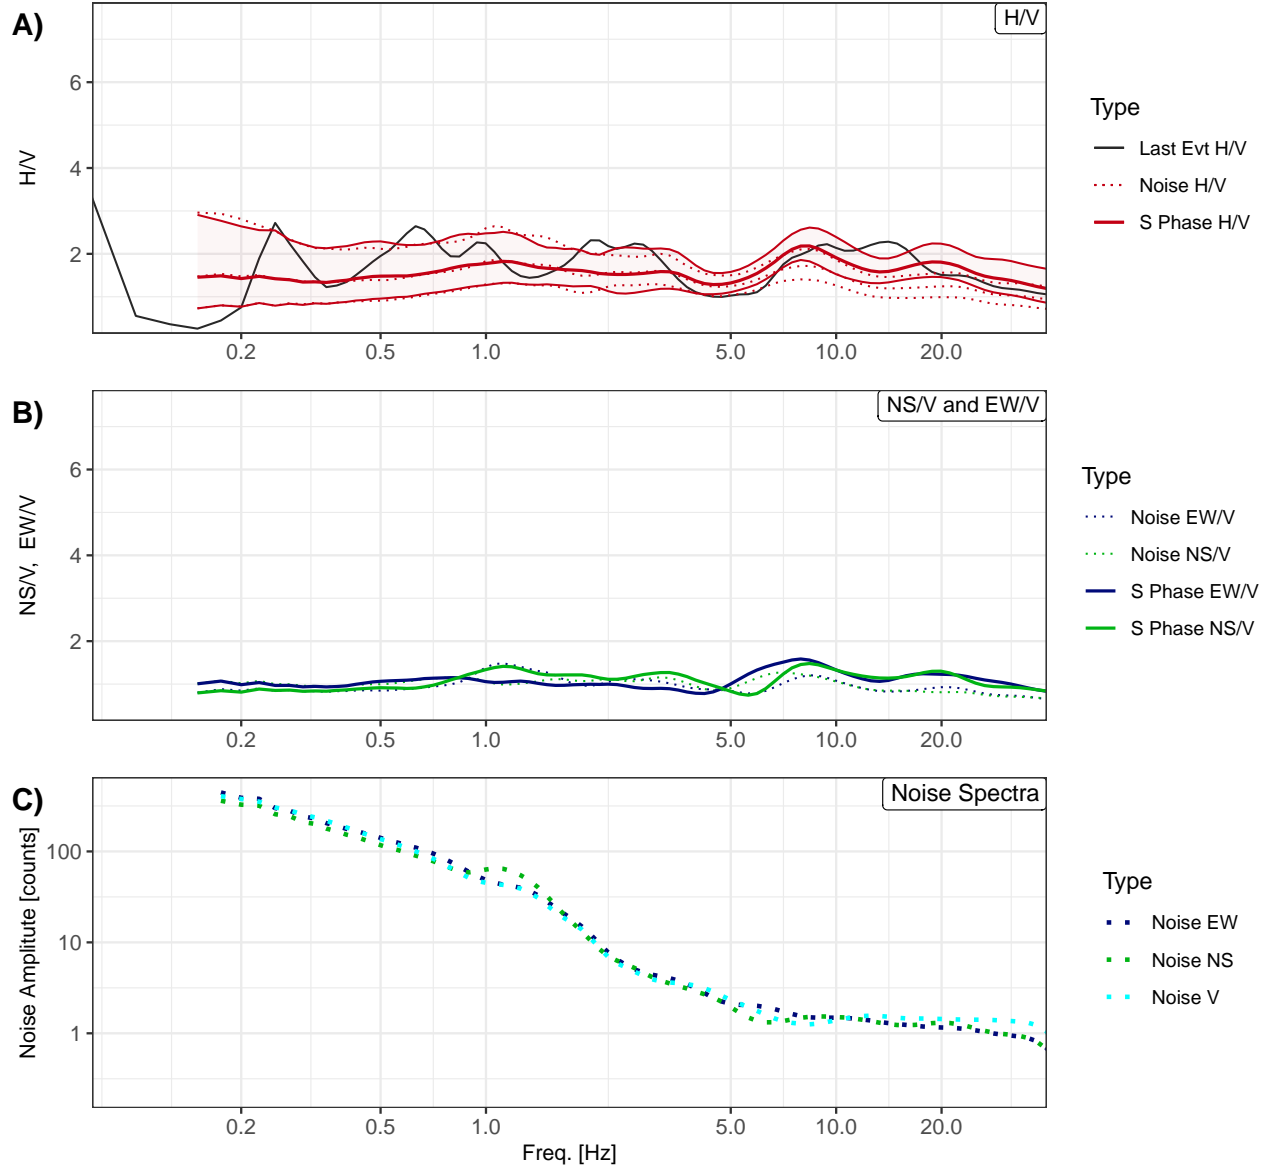 A)
H/V
6
4
2
H/V
0.2 0.5 1.0 5.0 10.0 20.0
Type
Last Evt H/V
Noise H/V
S Phase H/V
B)
NS/V and EW/V
6
4
2
NS/V,  EW/V
0.2 0.5 1.0 5.0 10.0 20.0
Type
Noise EW/V
Noise NS/V
S Phase EW/V
S Phase NS/V
C)
Noise Spectra
100
10
1
Noise Amplitute [counts]
0.2 0.5 1.0 5.0 10.0 20.0
Freq. [Hz]
Type
Noise EW
Noise NS
Noise V